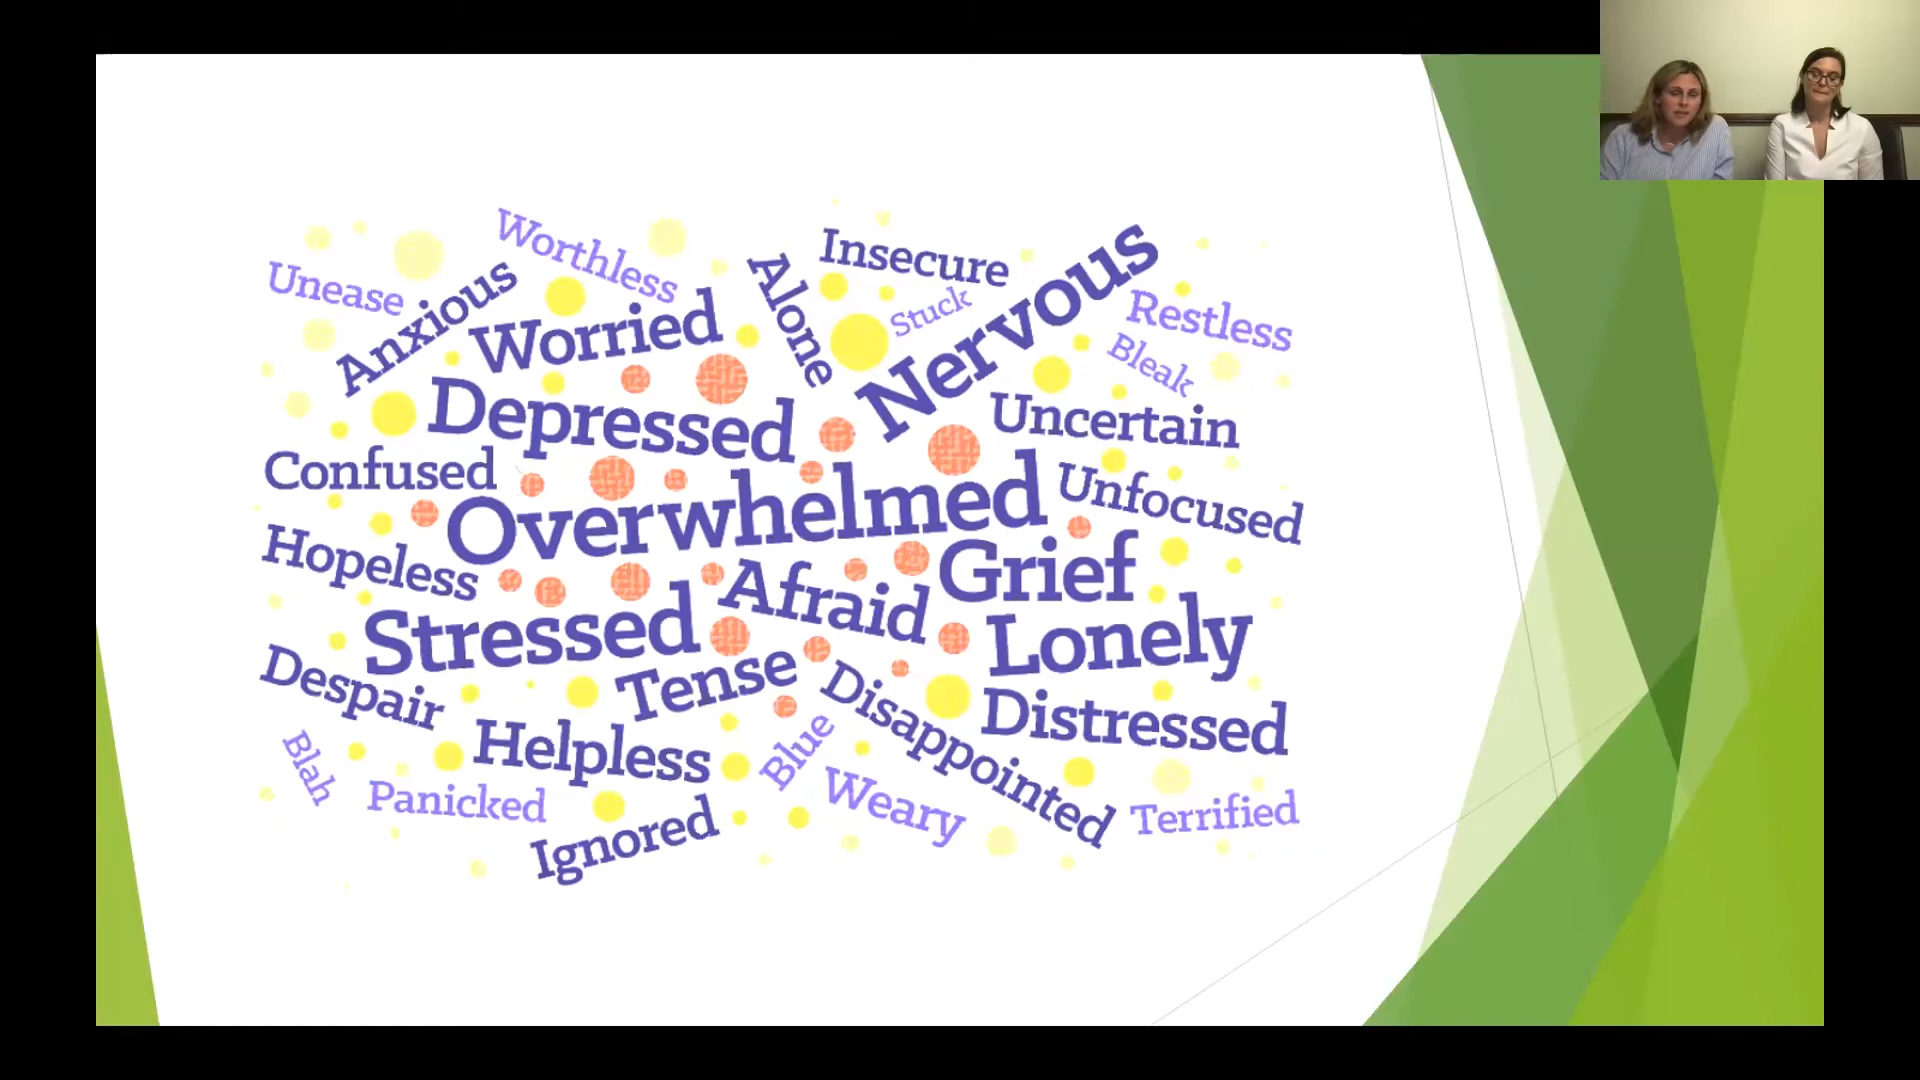 Worthless
Insecure
Nervous
Unease
Anxious
Worried
Alone
Stuck
Restless
Bleak
Depressed
Uncertain
Confused
Overwhelmed
Unfocused
Hopeless
Afraid
Grief
Stressed
Lonely
Despair
Tense
Disappointed
Distressed
Helpless
Blue
Blah
Panicked
Weary
Terrified
Ignored